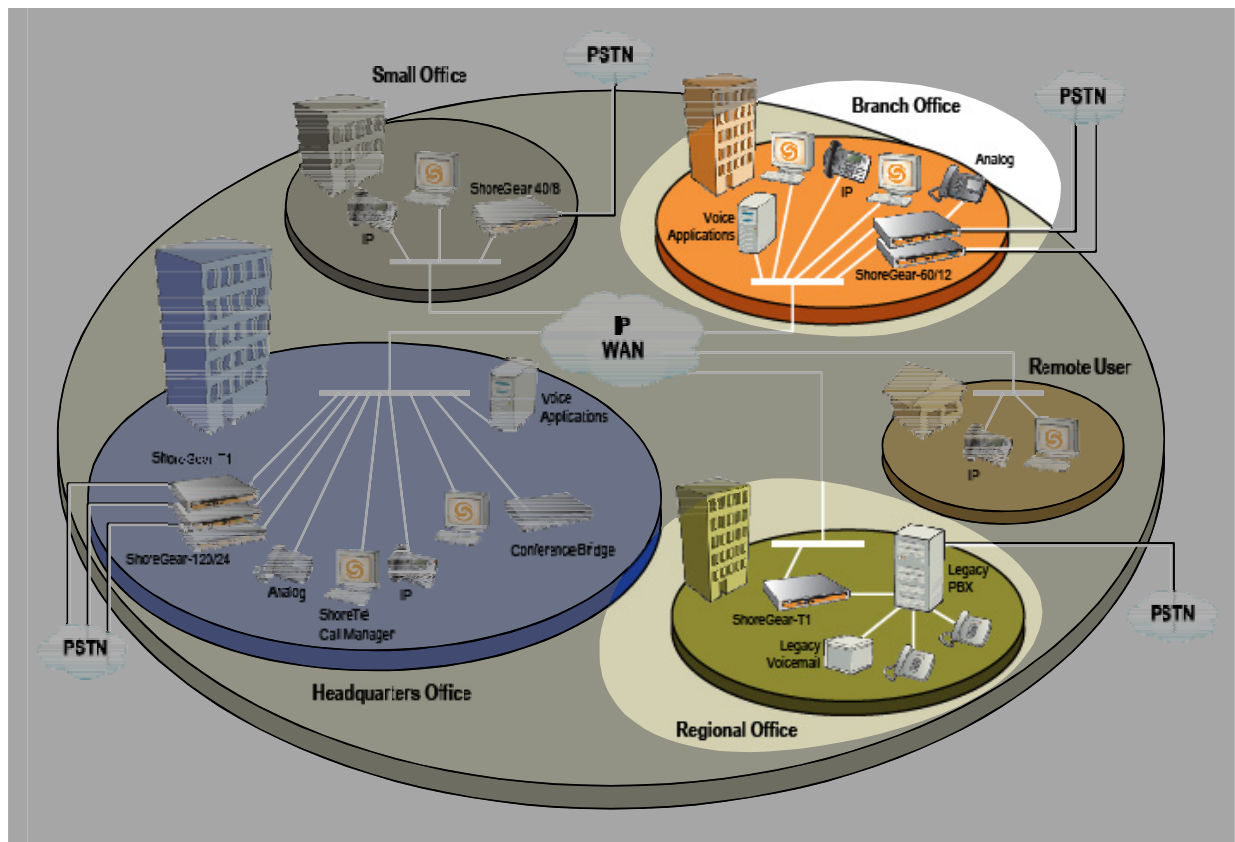 PSTN
Small Office
Branch Office
PSTN
Analog
ShoreGear 40/8
IP
IP
Voice
Applications
ShoreGear-60/12
IP
WAN
Remote User
IP
Voice
Applications
ShoreGear-T1
ShoreGear-120/24
Conference Bridge
Analog
IP
ShoreTel
Call Manager
PSTN
Headquarters Office
Legacy
PBX
ShoreGear-T1
Legacy
Voicemail
PSTN
Regional Office